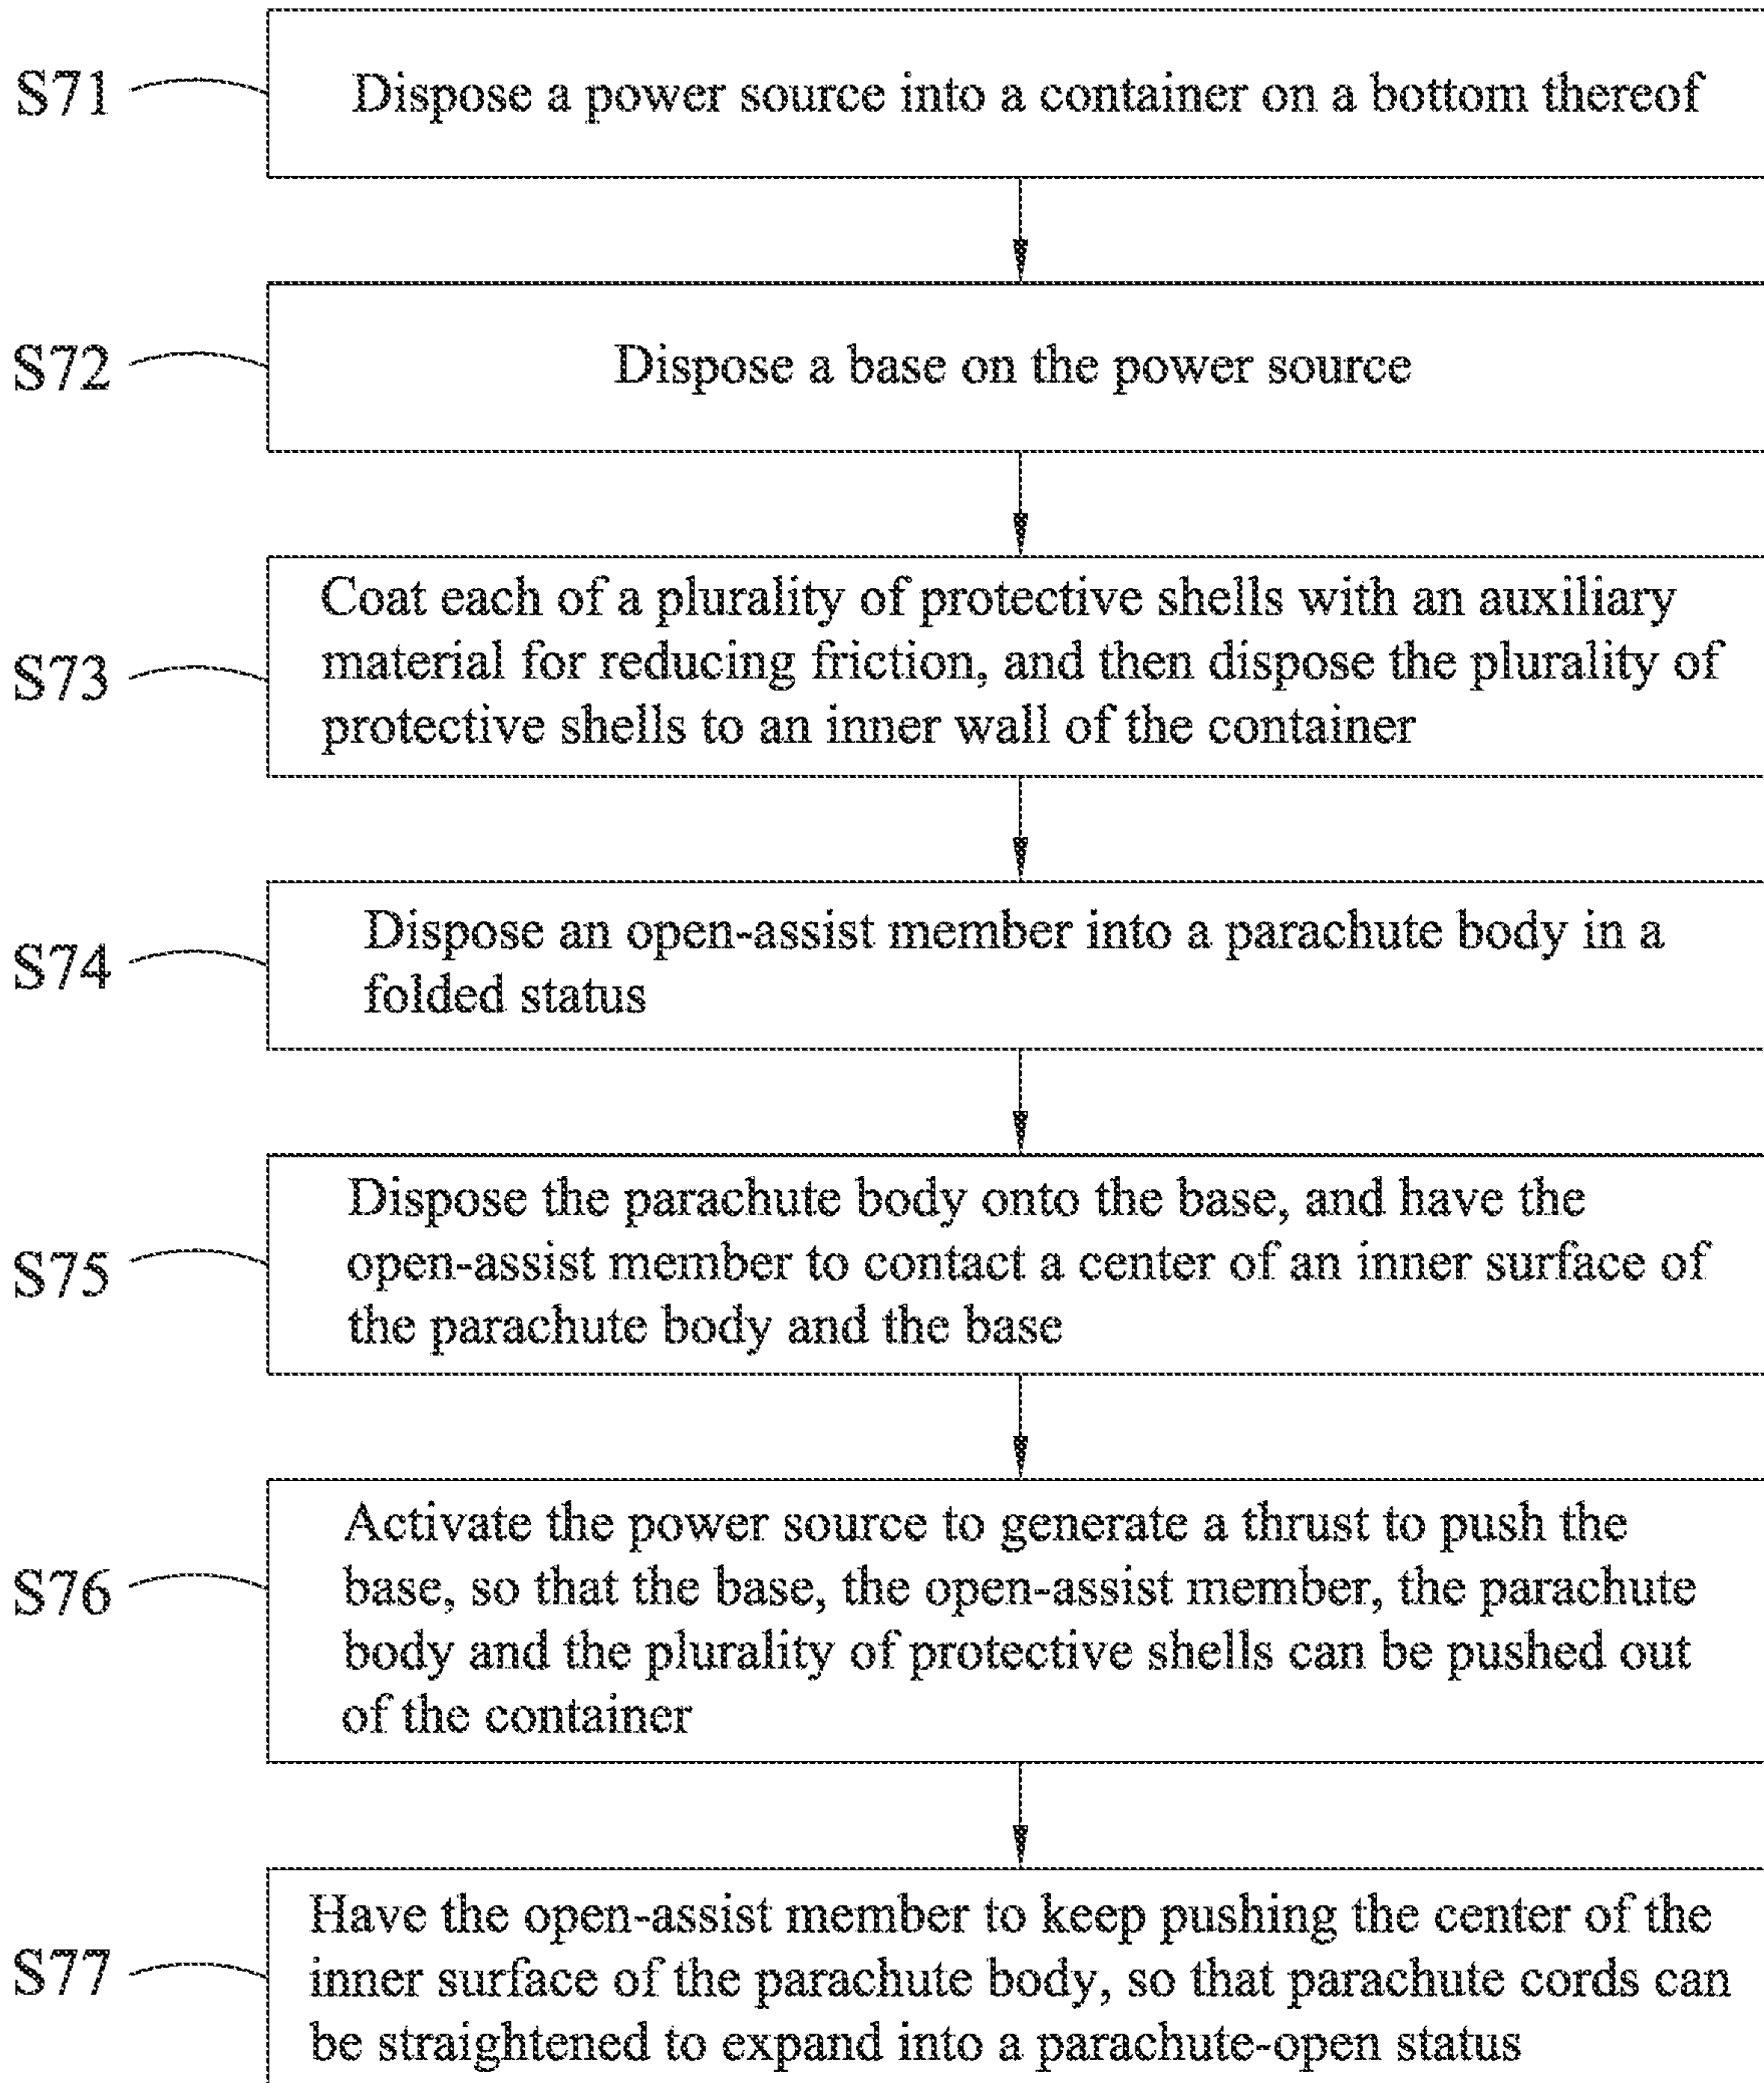 S71
Dispose a power source into a container on a bottom thereof
S72
Dispose a base on the power source
S73
Coat each of a plurality of protective shells with an auxiliary
material for reducing friction, and then dispose the plurality of
protective shells to an inner wall of the container
S74
Dispose an open-assist member into a parachute body in a
folded status
S75
Dispose the parachute body onto the base, and have the
open-assist member to contact a center of an inner surface of
the parachute body and the base
S76
Activate the power source to generate a thrust to push the
base, so that the base, the open-assist member, the parachute
body and the plurality of protective shells can be pushed out
of the container
S77
Have the open-assist member to keep pushing the center of the
inner surface of the parachute body, so that parachute cords can
be straightened to expand into a parachute-open status